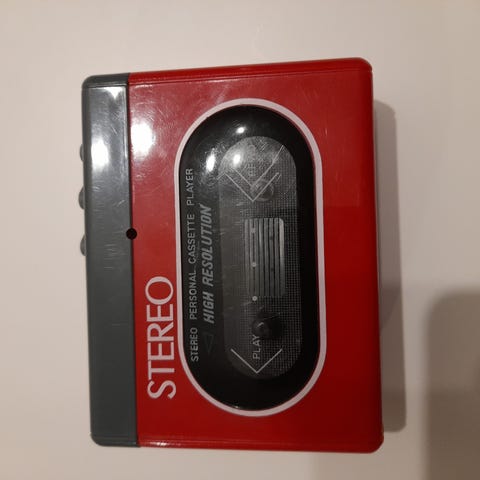 STEREO
STEREO PERSONAL CASSETTE PLAYER
HIGH RESOLUTION
PLAY